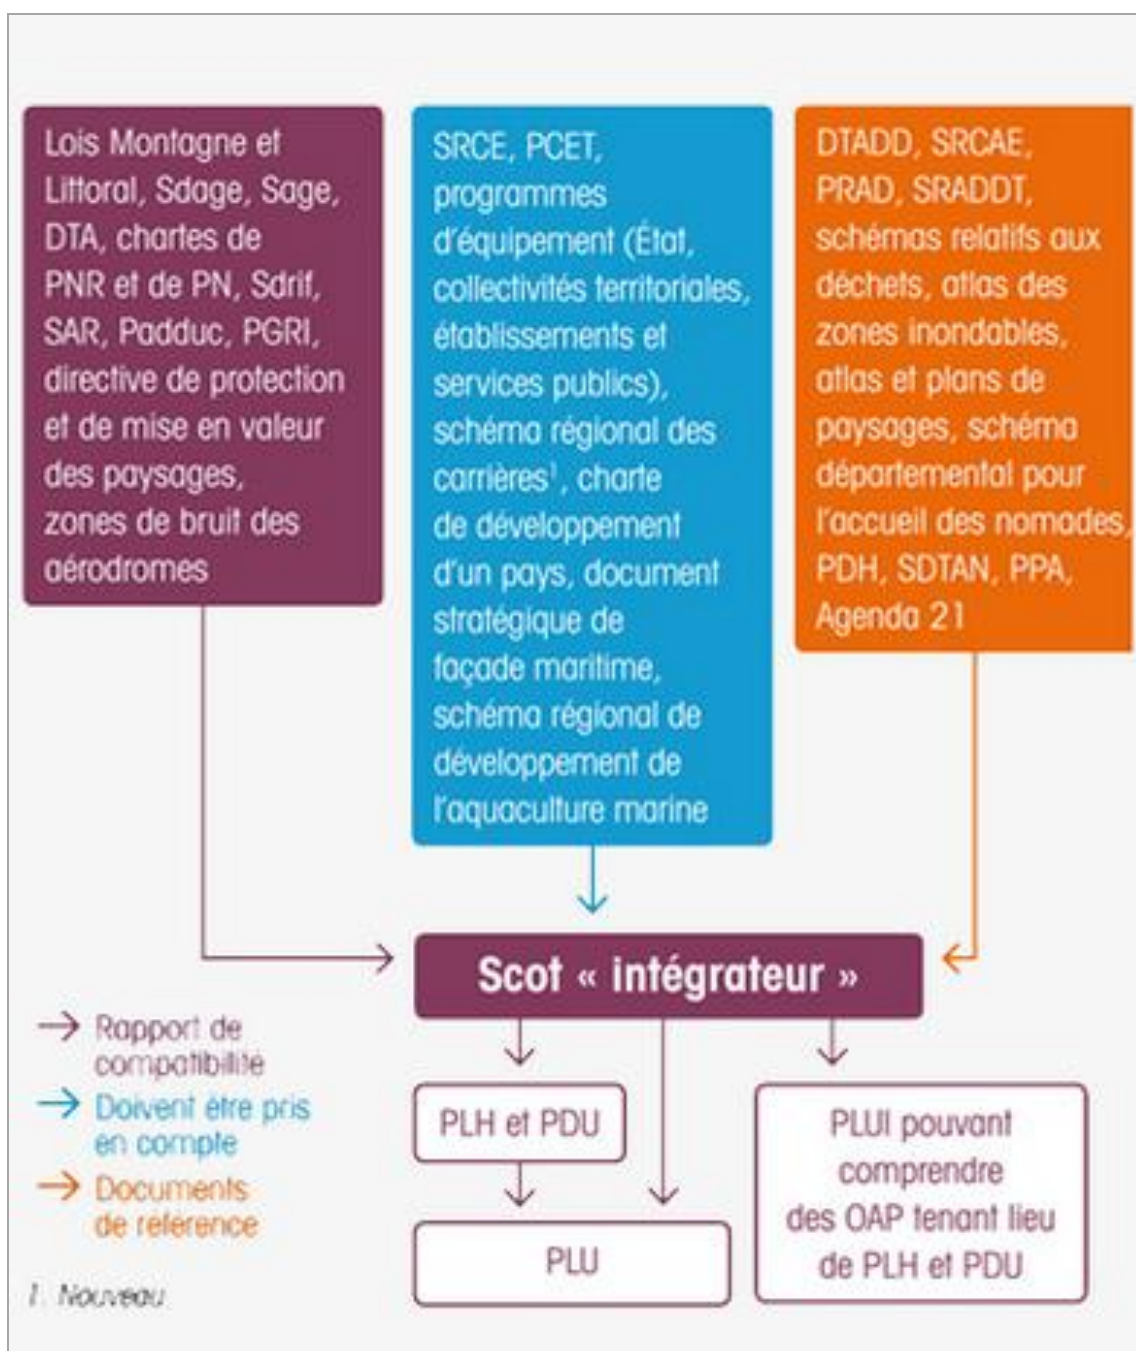 Lois Montagne et
Littoral, Sdage, Sage,
DTA, chartes de
PNR et de PN, Sdrif,
SAR, Padduc, PGRI,
directive de protection
et de mise en valeur
des paysages,
zones de bruit des
aérodromes
SRCE, PCET,
programmes
d'équipement (État,
collectivités territoriales,
établissements et
services publics),
schéma régional des
carrières¹, charte
de développement
d'un pays, document
stratégique de
façade maritime,
schéma régional de
développement de
l'aquaculture marine
DTADD, SRCAE,
PRAD, SRADDT,
schémas relatifs aux
déchets, atlas des
zones inondables,
atlas et plans de
paysages, schéma
départemental pour
l'accueil des nomades,
PDH, SDTAN, PPA,
Agenda 21
Scot « intégrateur »
Rapport de
compatibilité
Doivent être pris
en compte
Documents
de référence
1. Nouveau
PLH et PDU
PLU
PLUI pouvant
comprendre
des OAP tenant lieu
de PLH et PDU